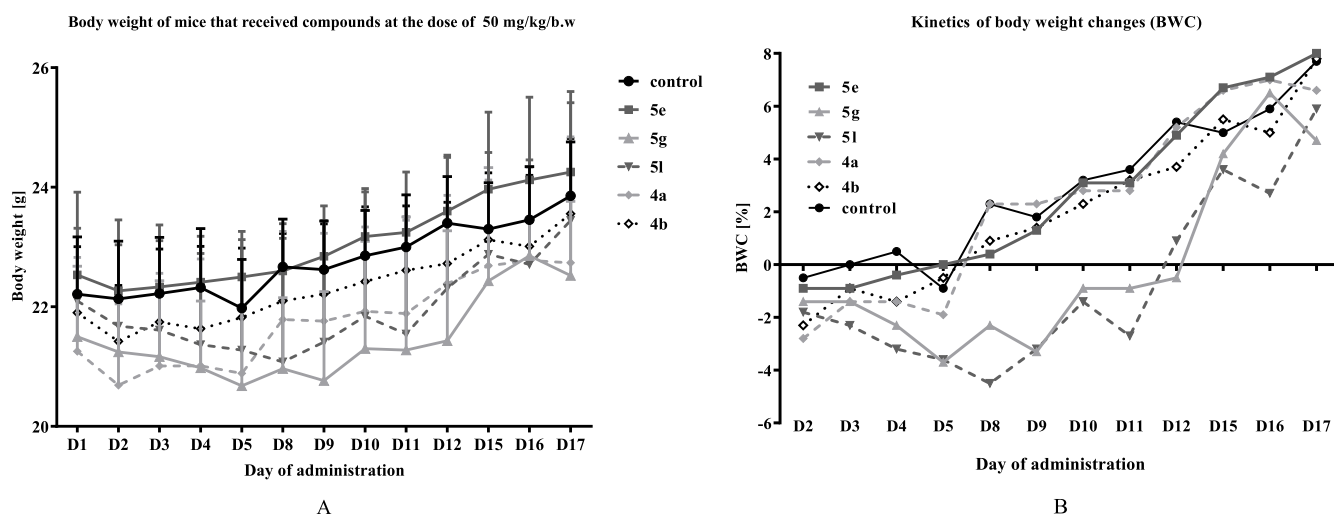 Body weight of mice that received compounds at the dose of 50 mg/kg/b.w
Body weight [g]
26
24
22
20
D1 D2 D3 D4 D5 D8 D9 D10 D11 D12 D15 D16 D17
Day of administration
control
5e
5g
5l
4a
4b
A
Kinetics of body weight changes (BWC)
BWC [%]
8
6
4
2
0
-2
-4
-6
5e
5g
5l
4a
4b
control
D2 D3 D4 D5 D8 D9 D10 D11 D12 D15 D16 D17
Day of administration
B